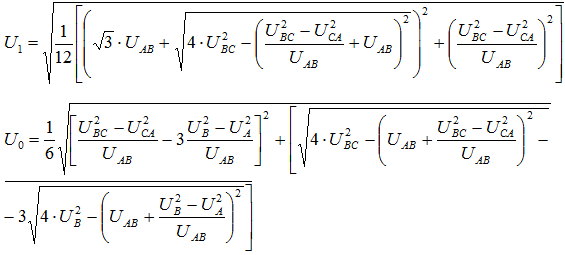 U_1 = \sqrt{\frac{1}{12}\left[\left(\sqrt{3} \cdot U_{AB} + \sqrt{4 \cdot U_{BC}^2 - \left(\frac{U_{BC}^2 - U_{CA}^2}{U_{AB}} + U_{AB}\right)^2}\right)^2 + \left(\frac{U_{BC}^2 - U_{CA}^2}{U_{AB}}\right)^2\right]}
U_0 = \frac{1}{6}\sqrt{\left[\frac{U_{BC}^2 - U_{CA}^2}{U_{AB}} - 3\frac{U_B^2 - U_A^2}{U_{AB}}\right]^2 + \left[\sqrt{4 \cdot U_{BC}^2 - \left(U_{AB} + \frac{U_{BC}^2 - U_{CA}^2}{U_{AB}}\right)^2} - \right.}
\overline{\left. - 3\sqrt{4 \cdot U_B^2 - \left(U_{AB} + \frac{U_B^2 - U_A^2}{U_{AB}}\right)^2}\right]}